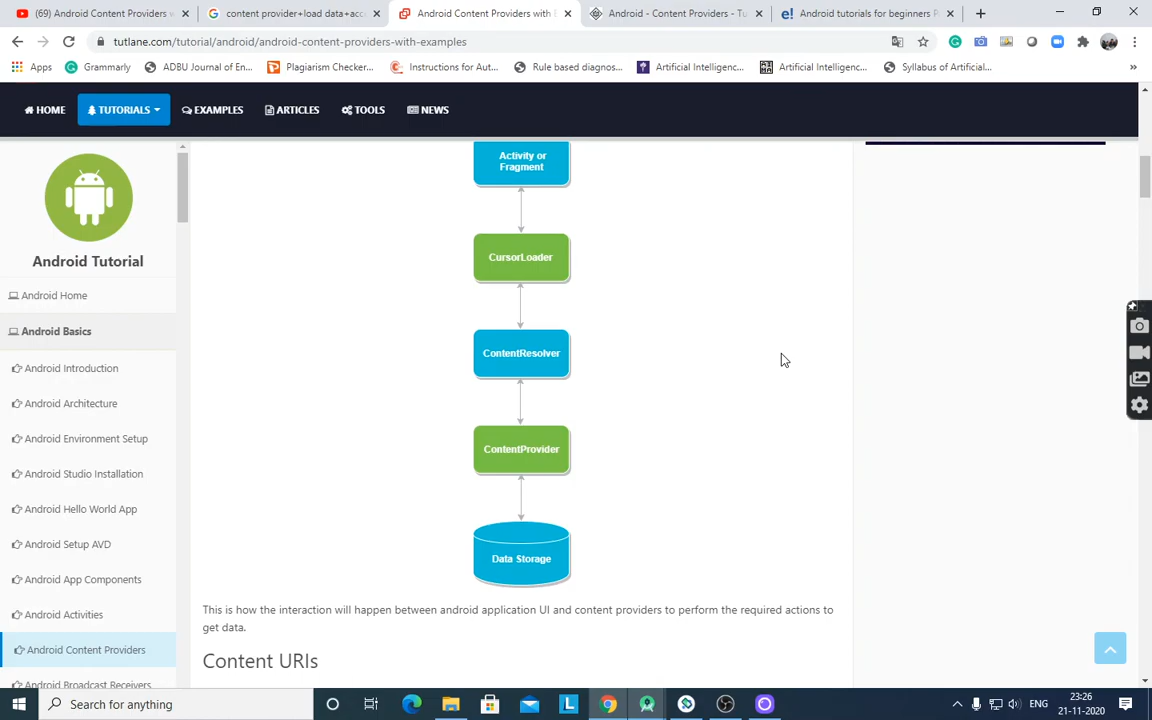 (69) Android Content Providers w
content provider+load data+acc
Android Content Providers with E
Android - Content Providers - Tu
Android tutorials for beginners P
tutlane.com/tutorial/android/android-content-providers-with-examples
Apps
Grammarly
ADBU Journal of En...
Plagiarism Checker...
Instructions for Aut...
Rule based diagnos...
Artificial Intelligenc...
Artificial Intelligenc...
Syllabus of Artificial...
HOME
TUTORIALS
EXAMPLES
ARTICLES
TOOLS
NEWS
Android Tutorial
Android Home
Android Basics
Android Introduction
Android Architecture
Android Environment Setup
Android Studio Installation
Android Hello World App
Android Setup AVD
Android App Components
Android Activities
Android Content Providers
Android Broadcast Receivers
Activity or
Fragment
CursorLoader
ContentResolver
ContentProvider
Data Storage
This is how the interaction will happen between android application UI and content providers to perform the required actions to
get data.
Content URIs
Type here to search
ENG
23:26
21-11-2020